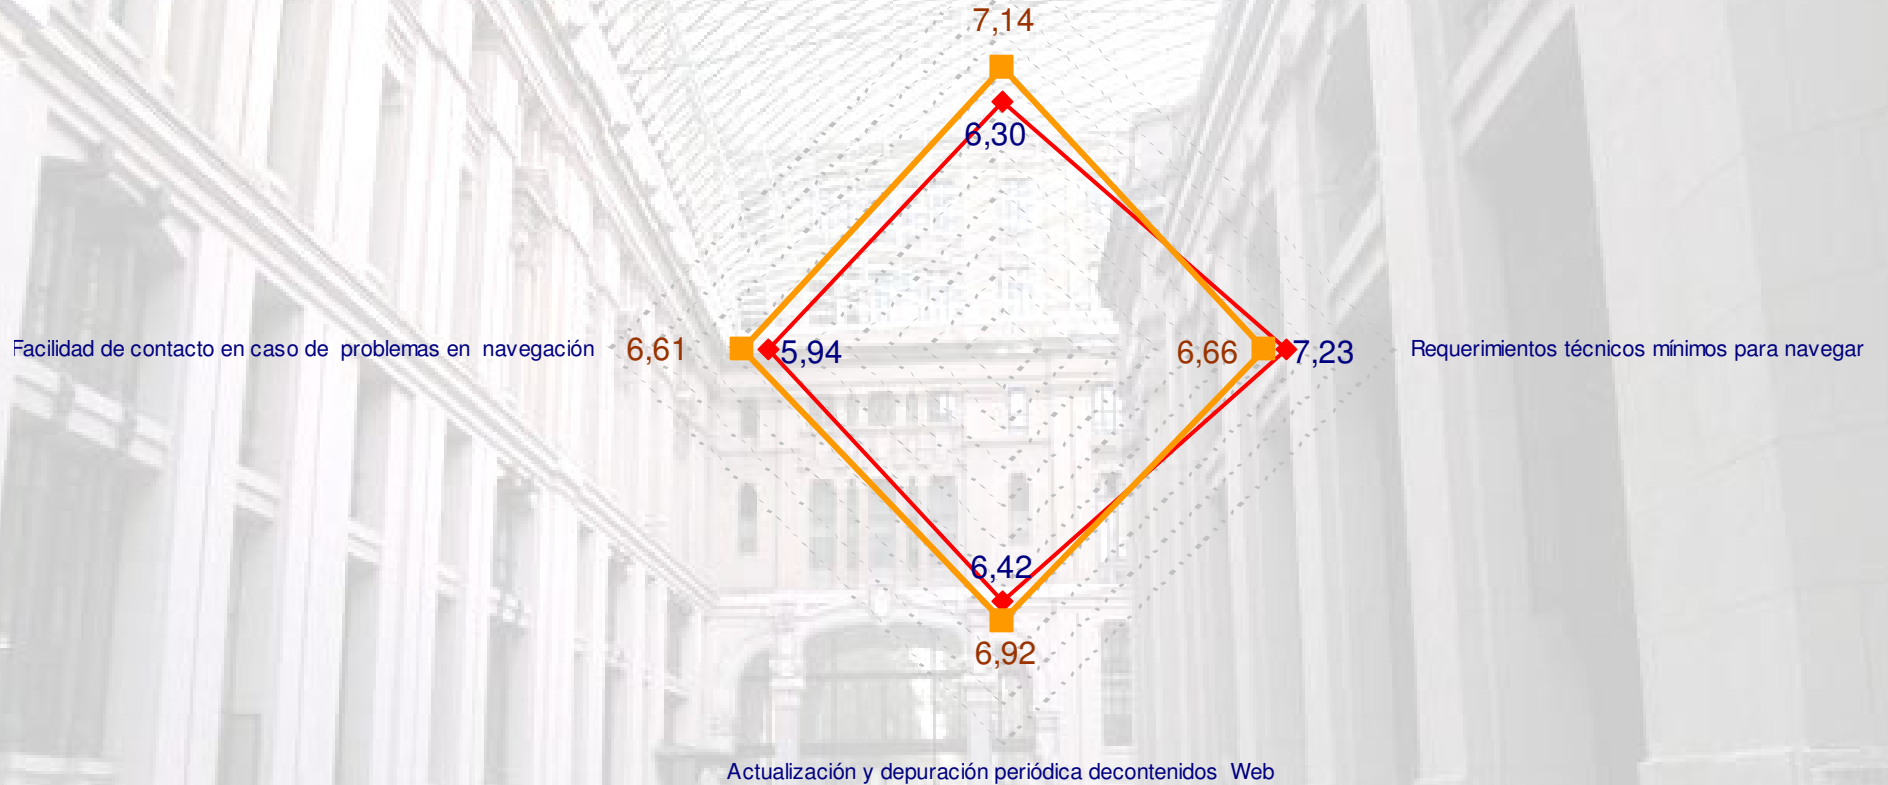 7,14
6,30
Facilidad de contacto en caso de problemas en navegación 6,61 5,94 6,66 7,23 Requerimientos técnicos mínimos para navegar
6,42
6,92
Actualización y depuración periódica decontenidos Web